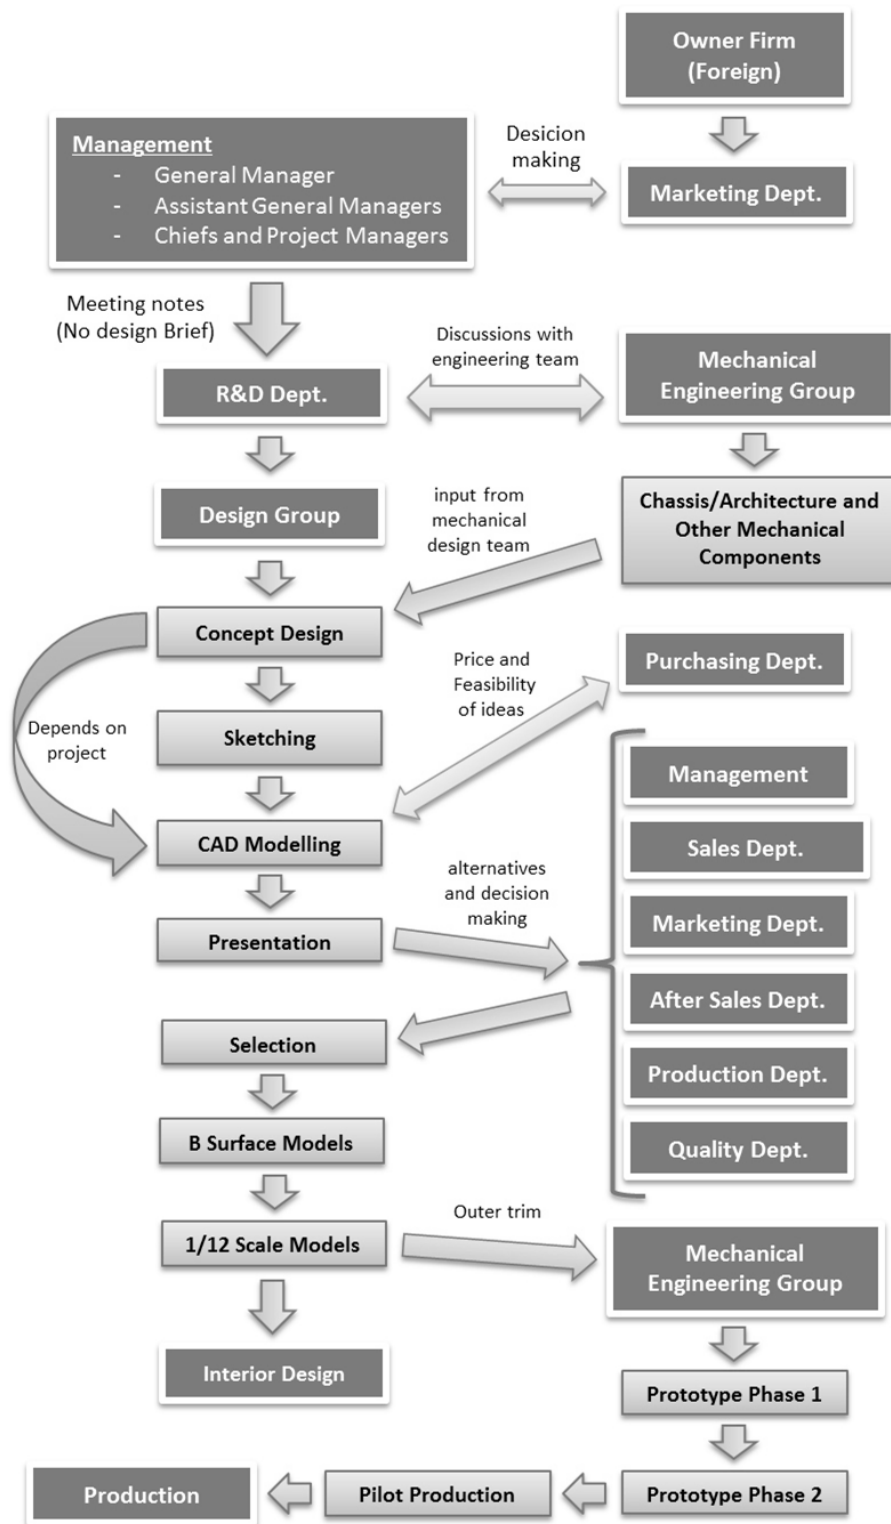 Owner Firm
(Foreign)
Management
- General Manager
- Assistant General Managers
- Chiefs and Project Managers
Desicion
making
Marketing Dept.
Meeting notes
(No design Brief)
Discussions with
engineering team
Mechanical
Engineering Group
R&D Dept.
Design Group
input from
mechanical
design team
Chassis/Architecture and
Other Mechanical
Components
Concept Design
Price and
Feasibility
of ideas
Purchasing Dept.
Depends on
project
Sketching
Management
CAD Modelling
Sales Dept.
alternatives
and decision
making
Presentation
Marketing Dept.
After Sales Dept.
Selection
Production Dept.
B Surface Models
Quality Dept.
1/12 Scale Models
Outer trim
Mechanical
Engineering Group
Interior Design
Prototype Phase 1
Production
Pilot Production
Prototype Phase 2